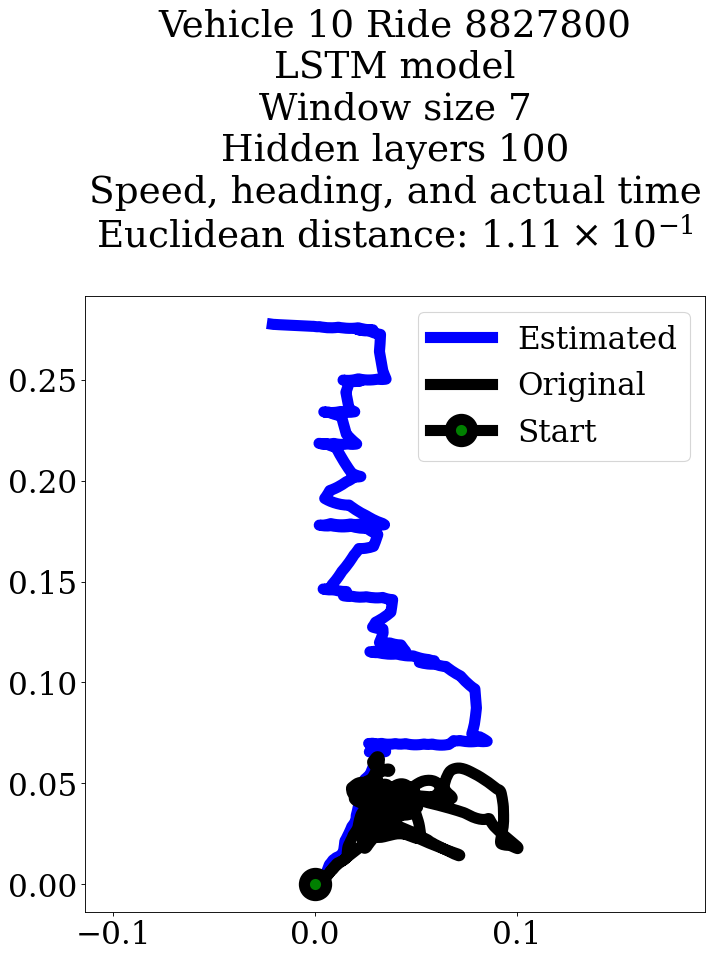 Vehicle 10 Ride 8827800
LSTM model
Window size 7
Hidden layers 100
Speed, heading, and actual time
Euclidean distance: 1.11 × 10⁻¹
Estimated
Original
Start
0.25
0.20
0.15
0.10
0.05
0.00
−0.1 0.0 0.1